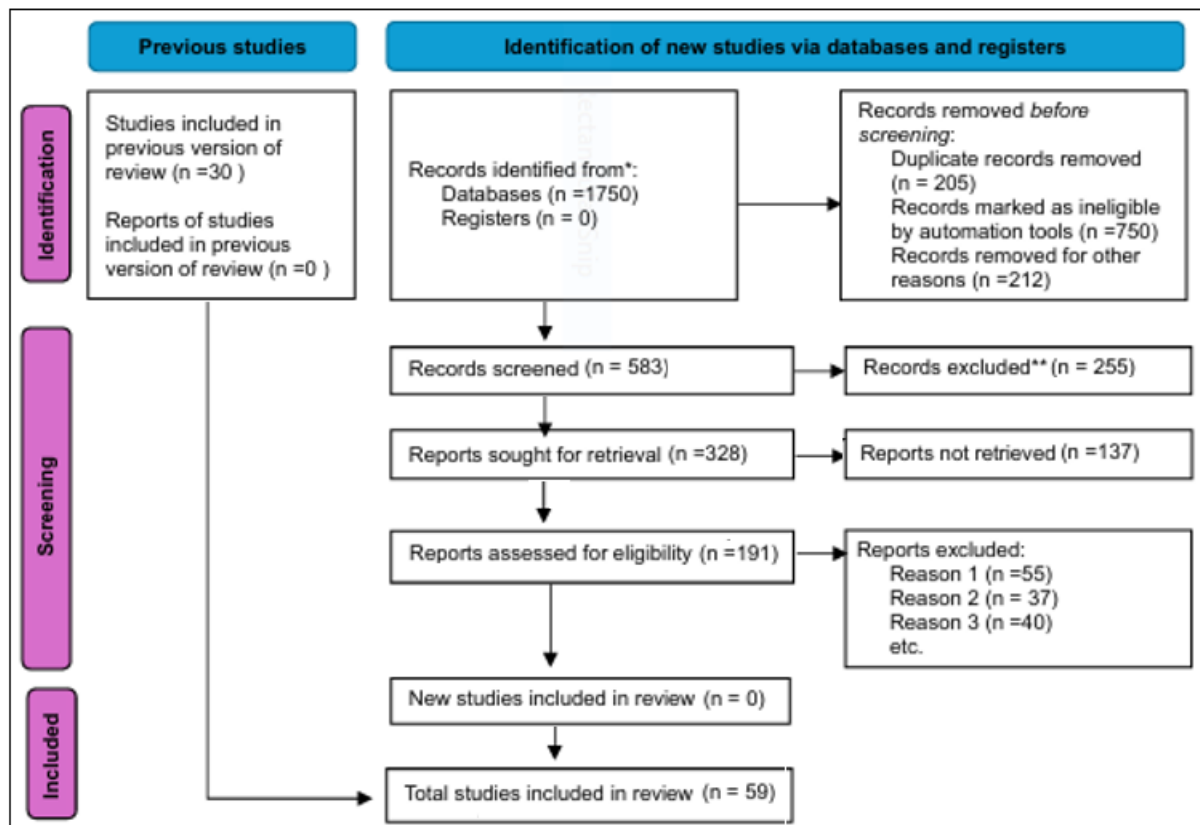 Previous studies
Identification of new studies via databases and registers
Identification
Studies included in
previous version of
review (n =30 )
Reports of studies
included in previous
version of review (n =0 )
Records identified from*:
Databases (n =1750)
Registers (n = 0)
Records removed before
screening:
Duplicate records removed
(n = 205)
Records marked as ineligible
by automation tools (n =750)
Records removed for other
reasons (n =212)
Screening
Records screened (n = 583)
Records excluded** (n = 255)
Reports sought for retrieval (n =328)
Reports not retrieved (n =137)
Reports assessed for eligibility (n =191)
Reports excluded:
Reason 1 (n =55)
Reason 2 (n = 37)
Reason 3 (n =40)
etc.
Included
New studies included in review (n = 0)
Total studies included in review (n = 59)